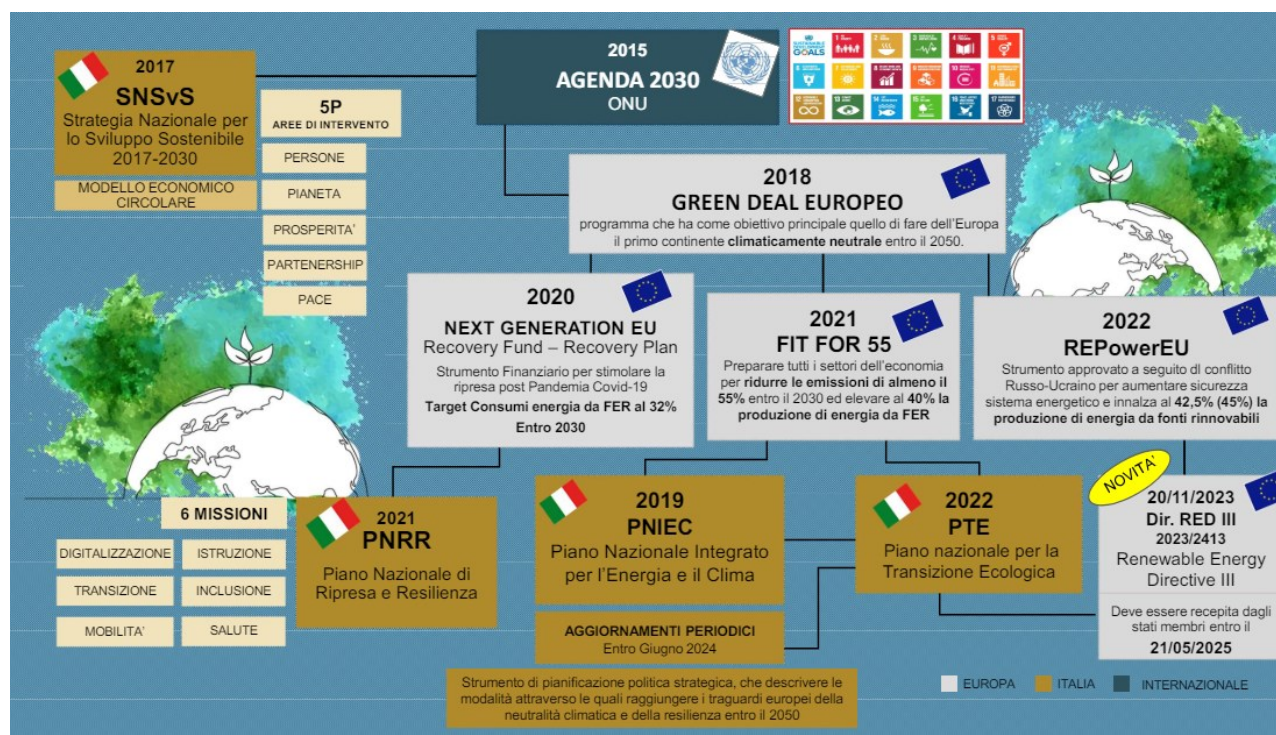 2017
SNSvS
Strategia Nazionale per
lo Sviluppo Sostenibile
2017-2030
MODELLO ECONOMICO
CIRCOLARE
5P
AREE DI INTERVENTO
PERSONE
PIANETA
PROSPERITA'
PARTENERSHIP
PACE
2015
AGENDA 2030
ONU
GOALS
2018
GREEN DEAL EUROPEO
programma che ha come obiettivo principale quello di fare dell'Europa
il primo continente climaticamente neutrale entro il 2050.
2020
NEXT GENERATION EU
Recovery Fund – Recovery Plan
Strumento Finanziario per stimolare la
ripresa post Pandemia Covid-19
Target Consumi energia da FER al 32%
Entro 2030
2021
FIT FOR 55
Preparare tutti i settori dell'economia
per ridurre le emissioni di almeno il
55% entro il 2030 ed elevare al 40% la
produzione di energia da FER
2022
REPowerEU
Strumento approvato a seguito di conflitto
Russo-Ucraino per aumentare sicurezza
sistema energetico e innalza al 42,5% (45%) la
produzione di energia da fonti rinnovabili
6 MISSIONI
DIGITALIZZAZIONE
ISTRUZIONE
TRANSIZIONE
INCLUSIONE
MOBILITA'
SALUTE
2021
PNRR
Piano Nazionale di
Ripresa e Resilienza
2019
PNIEC
Piano Nazionale Integrato
per l'Energia e il Clima
AGGIORNAMENTI PERIODICI
Entro Giugno 2024
2022
PTE
Piano nazionale per la
Transizione Ecologica
NOVITA'
20/11/2023
Dir. RED III
2023/2413
Renewable Energy
Directive III
Deve essere recepita dagli
stati membri entro il
21/05/2025
Strumento di pianificazione politica strategica, che descrivere le
modalità attraverso le quali raggiungere i traguardi europei della
neutralità climatica e della resilienza entro il 2050
EUROPA
ITALIA
INTERNAZIONALE